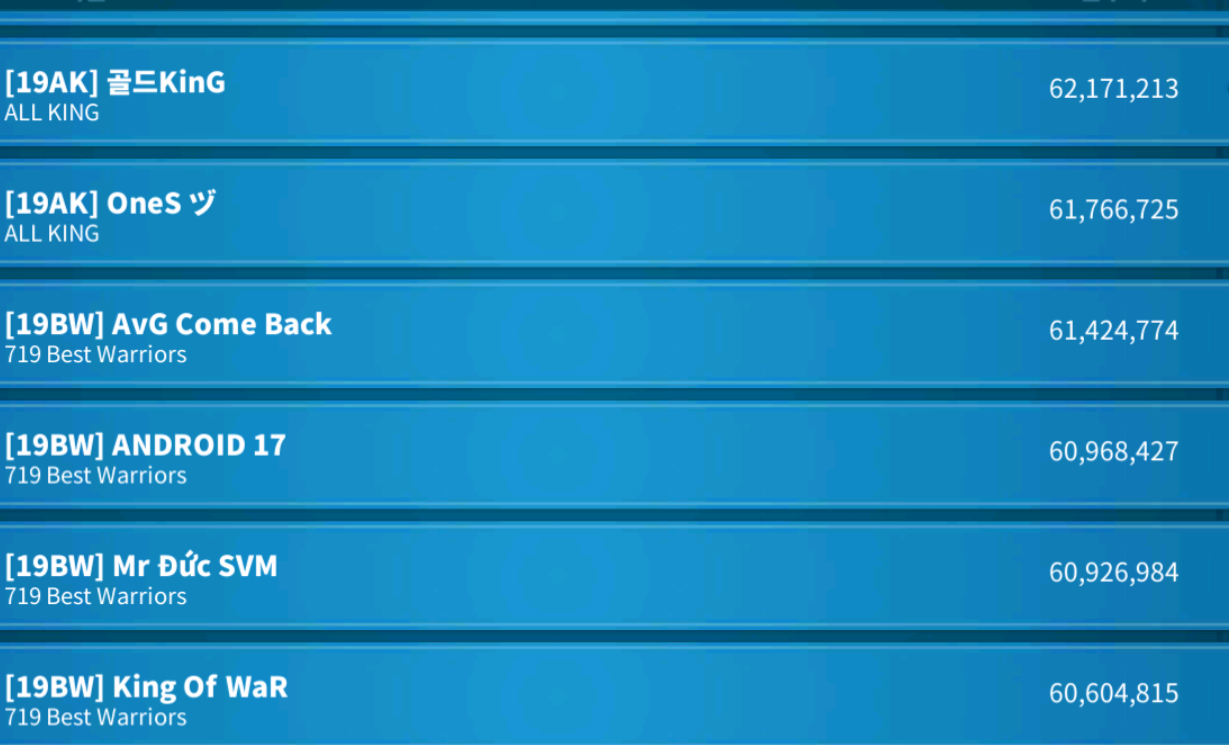 [19AK] 골드KinG
62,171,213
ALL KING
[19AK] OneS ヅ
61,766,725
ALL KING
[19BW] AvG Come Back
61,424,774
719 Best Warriors
[19BW] ANDROID 17
60,968,427
719 Best Warriors
[19BW] Mr Đức SVM
60,926,984
719 Best Warriors
[19BW] King Of WaR
60,604,815
719 Best Warriors